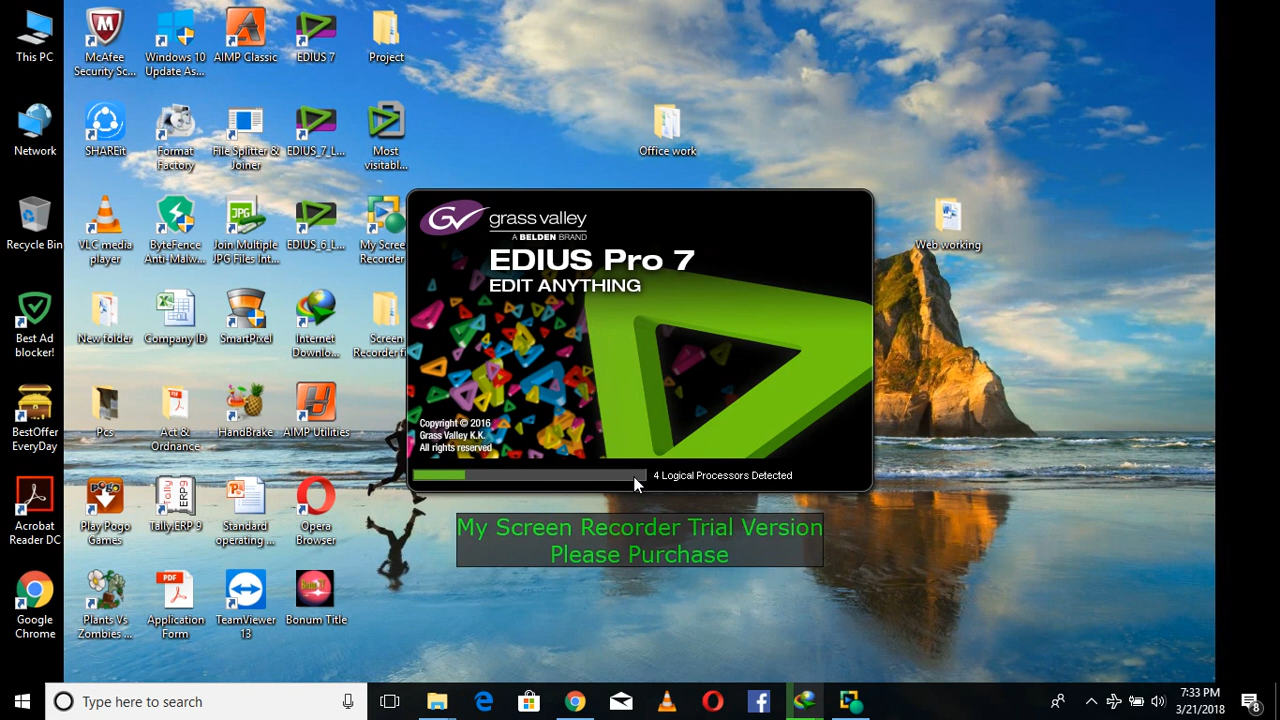 This PC
McAfee
Security Sc...
Windows 10
Update As...
AIMP Classic
EDIUS 7
Project
Network
SHAREit
Format
Factory
File Splitter &
Joiner
EDIUS_7_L...
Most
visitabl...
Office work
Recycle Bin
VLC media
player
ByteFence
Anti-Malw...
Join Multiple
JPG Files Int...
EDIUS_6_L...
My Scree
Recorder
Web working
Best Ad
blocker!
New folder
Company ID
SmartPixel
Internet
Downlo...
Screen
Recorder fi
BestOffer
EveryDay
Pcs
Act &
Ordnance
HandBrake
AIMP Utilities
Acrobat
Reader DC
Play Pogo
Games
Tally.ERP 9
Standard
operating ...
Opera
Browser
Google
Chrome
Plants Vs
Zombies ...
Application
Form
TeamViewer
13
Bonum Title
GV grass valley
A BELDEN BRAND
EDIUS Pro 7
EDIT ANYTHING
Copyright © 2016
Grass Valley K.K.
All rights reserved
4 Logical Processors Detected
My Screen Recorder Trial Version
Please Purchase
Type here to search
7:33 PM
3/21/2018
8